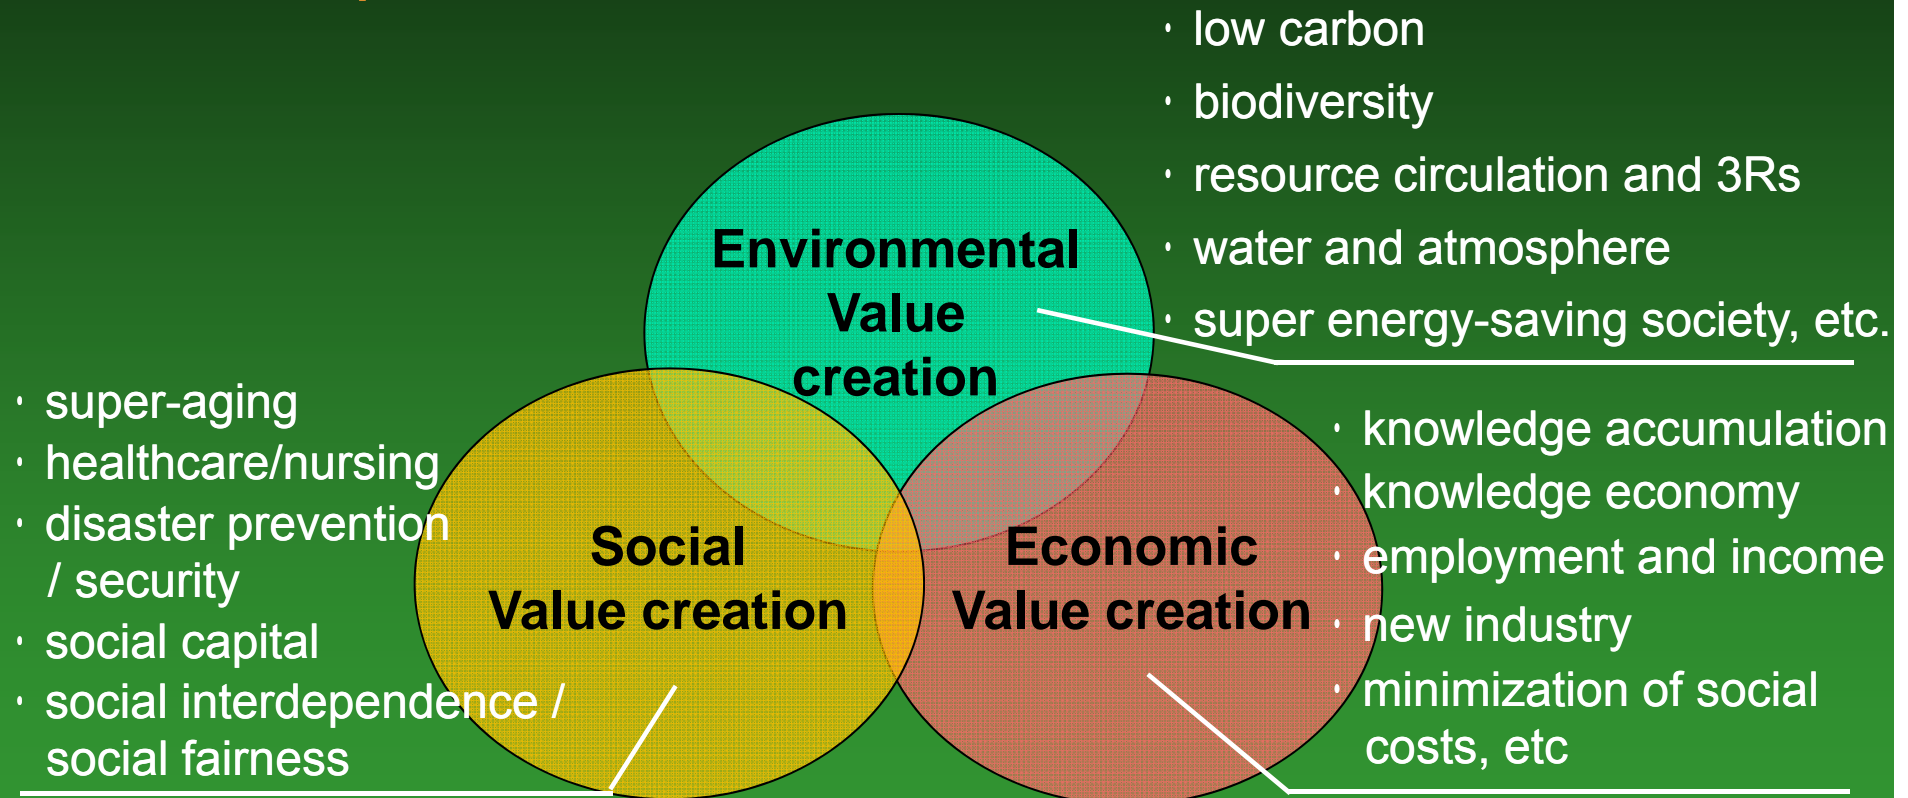 · low carbon
· biodiversity
· resource circulation and 3Rs
· water and atmosphere
· super energy-saving society, etc.
Environmental
Value
creation
· super-aging
· healthcare/nursing
· disaster prevention
/ security
· social capital
· social interdependence /
social fairness
Social
Value creation
Economic
Value creation
· knowledge accumulation
· knowledge economy
· employment and income
· new industry
· minimization of social
costs, etc